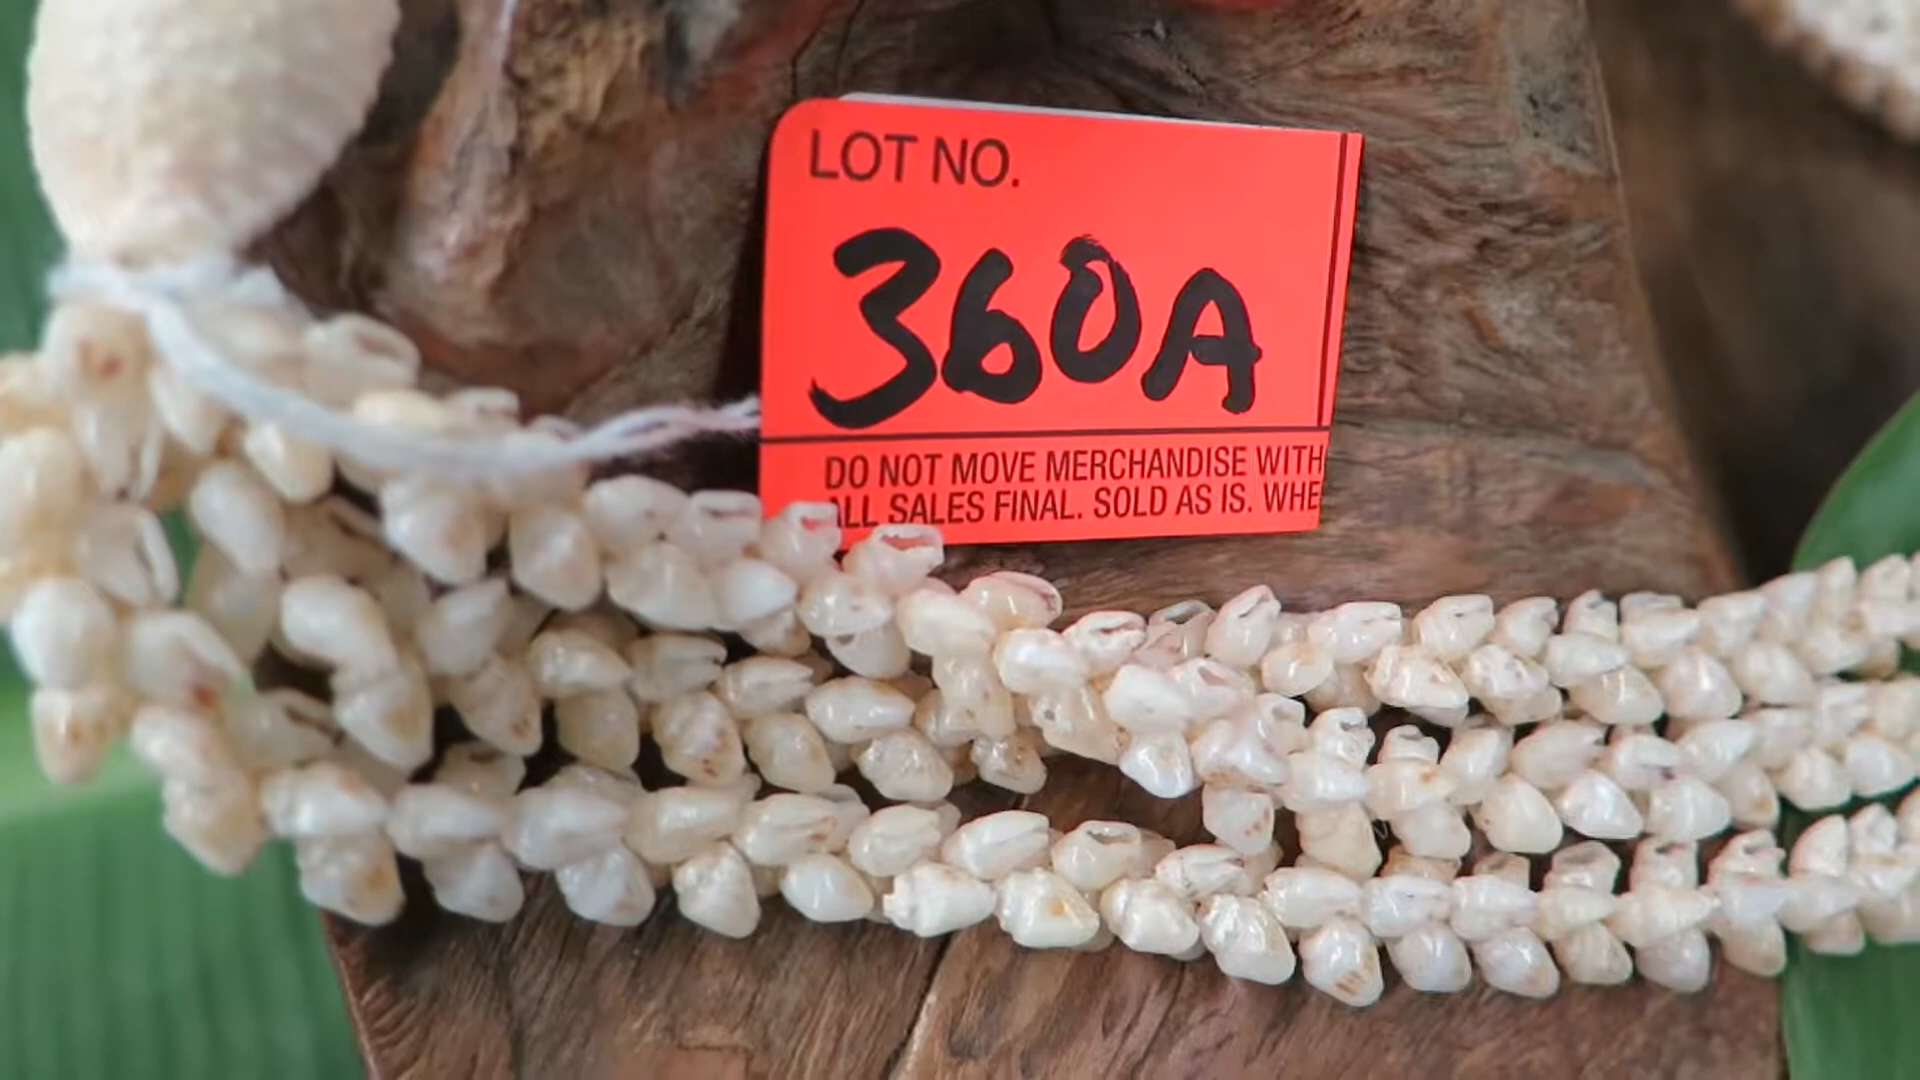 LOT NO.
360A
DO NOT MOVE MERCHANDISE WITH
ALL SALES FINAL. SOLD AS IS. WHE